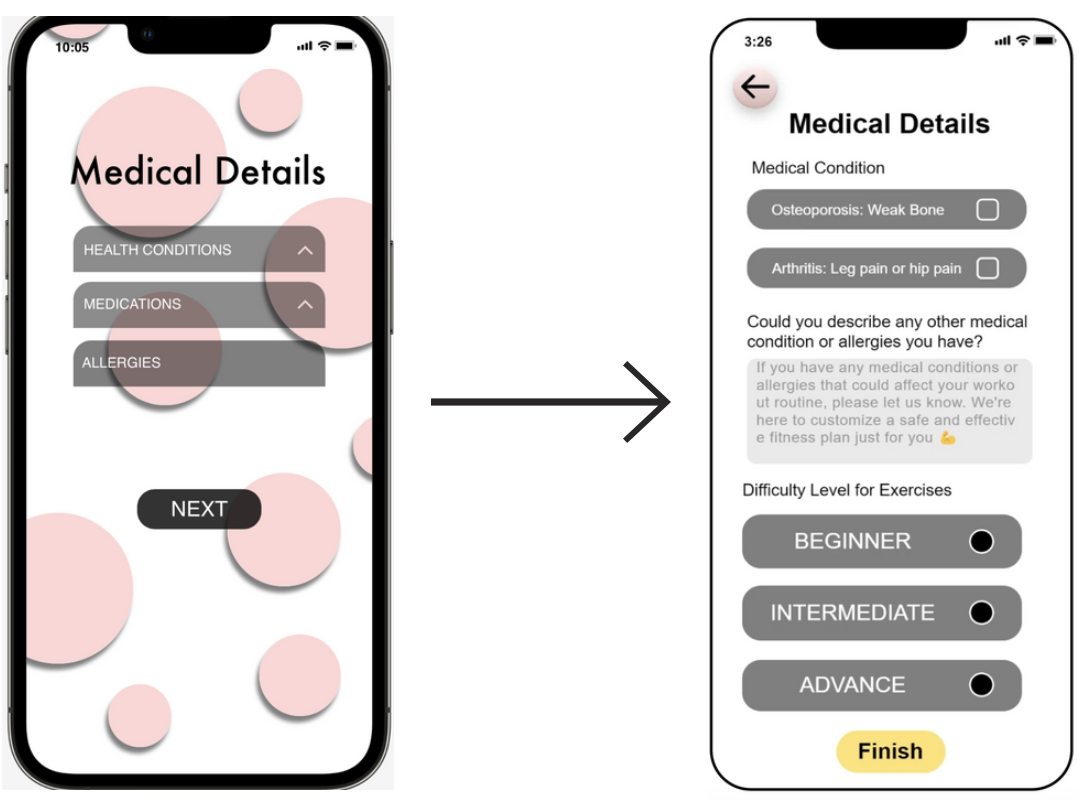 10:05
Medical Details
HEALTH CONDITIONS
MEDICATIONS
ALLERGIES
NEXT
3:26
Medical Details
Medical Condition
Osteoporosis: Weak Bone
Arthritis: Leg pain or hip pain
Could you describe any other medical
condition or allergies you have?
If you have any medical conditions or
allergies that could affect your worko
ut routine, please let us know. We're
here to customize a safe and effectiv
e fitness plan just for you 💪
Difficulty Level for Exercises
BEGINNER
INTERMEDIATE
ADVANCE
Finish